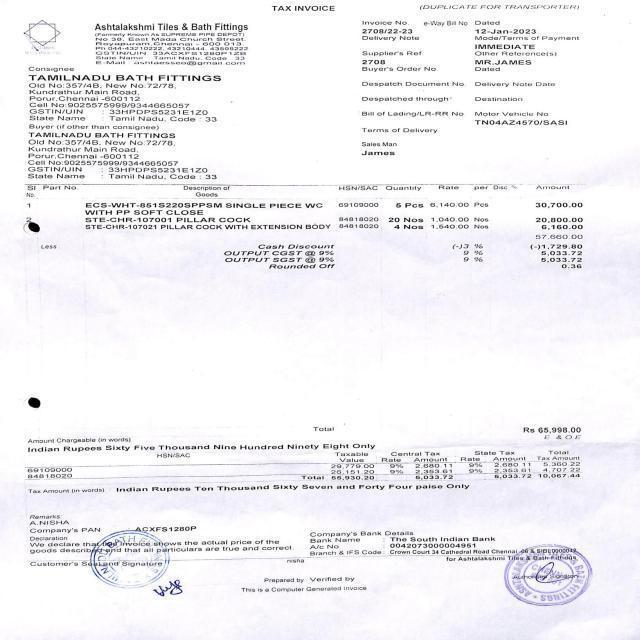 TAX INVOICE
(DUPLICATE FOR TRANSPORTER)
Ashtalakshmi Tiles & Bath Fittings
(Formerly Known As SUPREME PIPE DEPOT)
No 38, East Mada Church Street,
Royapuram,Chennai - 600 013.
Ph 044-43210222, 43210444, 43595222
GSTIN/UIN : 33ACXFS1280P1ZB
State Name : Tamil Nadu, Code : 33
E-Mail : ashtaessen@gmail.com
Invoice No. e-Way Bill No Dated
2708/22-23 12-Jan-2023
Delivery Note Mode/Terms of Payment
IMMEDIATE
Supplier's Ref Other Reference(s)
2708 MR.JAMES
Buyer's Order No. Dated
Despatch Document No. Delivery Note Date
Despatched through Destination
Bill of Lading/LR-RR No Motor Vehicle No
TN04AZ4570/SASI
Terms of Delivery
Sales Man
James
Consignee
TAMILNADU BATH FITTINGS
Old No:357/4B, New No:72/78,
Kundrathur Main Road,
Porur,Chennai -600112
Cell No:9025575999/9344665057
GSTIN/UIN : 33HPDPS5231E1Z0
State Name : Tamil Nadu, Code : 33
Buyer (if other than consignee)
TAMILNADU BATH FITTINGS
Old No:357/4B, New No:72/78,
Kundrathur Main Road,
Porur,Chennai -600112
Cell No:9025575999/9344665057
GSTIN/UIN : 33HPDPS5231E1Z0
State Name : Tamil Nadu, Code : 33
Sl No Part No. Description of Goods HSN/SAC Quantity Rate per Disc % Amount
1 ECS-WHT-851S220SPPSM SINGLE PIECE WC 69109000 5 Pcs 6,140.00 Pcs 30,700.00
WITH PP SOFT CLOSE
2 STE-CHR-107001 PILLAR COCK 84818020 20 Nos 1,040.00 Nos 20,800.00
STE-CHR-107021 PILLAR COCK WITH EXTENSION BODY 84818020 4 Nos 1,540.00 Nos 6,160.00
57,660.00
Less Cash Discount (-)3 % (-)1,729.80
OUTPUT CGST @ 9% 9 % 5,033.72
OUTPUT SGST @ 9% 9 % 5,033.72
Rounded Off 0.36
Total Rs 65,998.00
Amount Chargeable (in words) E & O E
Indian Rupees Sixty Five Thousand Nine Hundred Ninety Eight Only
HSN/SAC Taxable Value Central Tax Rate Amount State Tax Rate Amount Total Tax Amount
69109000 29,779.00 9% 2,680.11 9% 2,680.11 5,360.22
84818020 26,151.20 9% 2,353.61 9% 2,353.61 4,707.22
Total 55,930.20 5,033.72 5,033.72 10,067.44
Tax Amount (in words) : Indian Rupees Ten Thousand Sixty Seven and Forty Four paise Only
Remarks
A.NISHA
Company's PAN : ACXFS1280P
Declaration
We declare that this invoice shows the actual price of the
goods described and that all particulars are true and correct.
Company's Bank Details
Bank Name : The South Indian Bank
A/c No : 004207300004951
Branch & IFS Code : Crown Court 34 Cathedral Road Chennai -86 & SIBL0000042
Customer's Seal and Signature nisha for Ashtalakshmi Tiles & Bath Fittings
Authorised Signatory
Prepared by Verified by
This is a Computer Generated Invoice